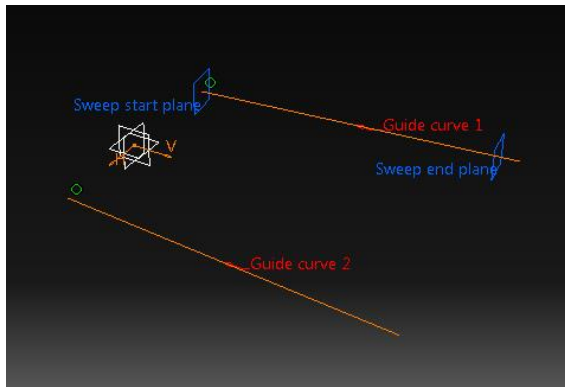 Sweep start plane
Guide curve 1
H V
Sweep end plane
Guide curve 2